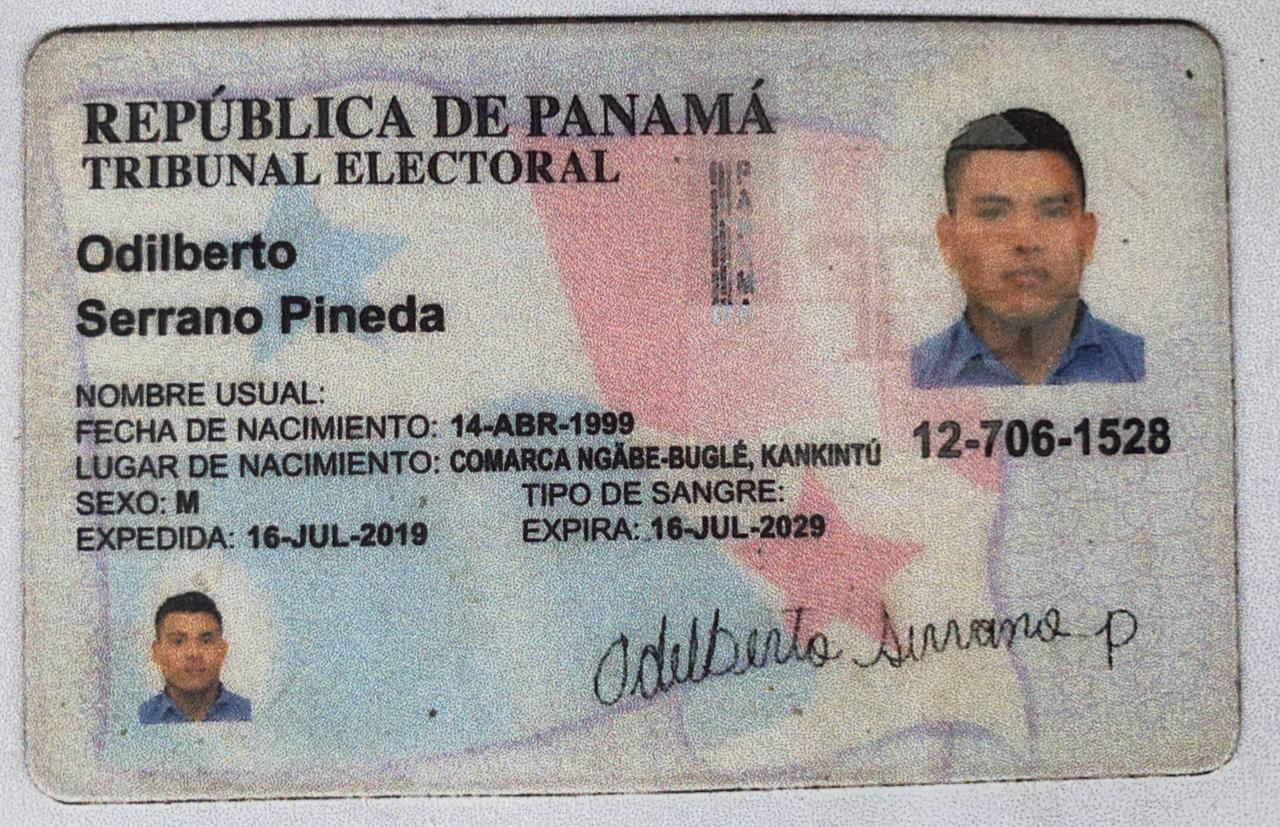 REPÚBLICA DE PANAMÁ
TRIBUNAL ELECTORAL
Odilberto
Serrano Pineda
NOMBRE USUAL:
FECHA DE NACIMIENTO: 14-ABR-1999
LUGAR DE NACIMIENTO: COMARCA NGÄBE-BUGLÉ, KANKINTÚ
SEXO: M
TIPO DE SANGRE:
EXPEDIDA: 16-JUL-2019
EXPIRA: 16-JUL-2029
12-706-1528
Odilberto Serrano P